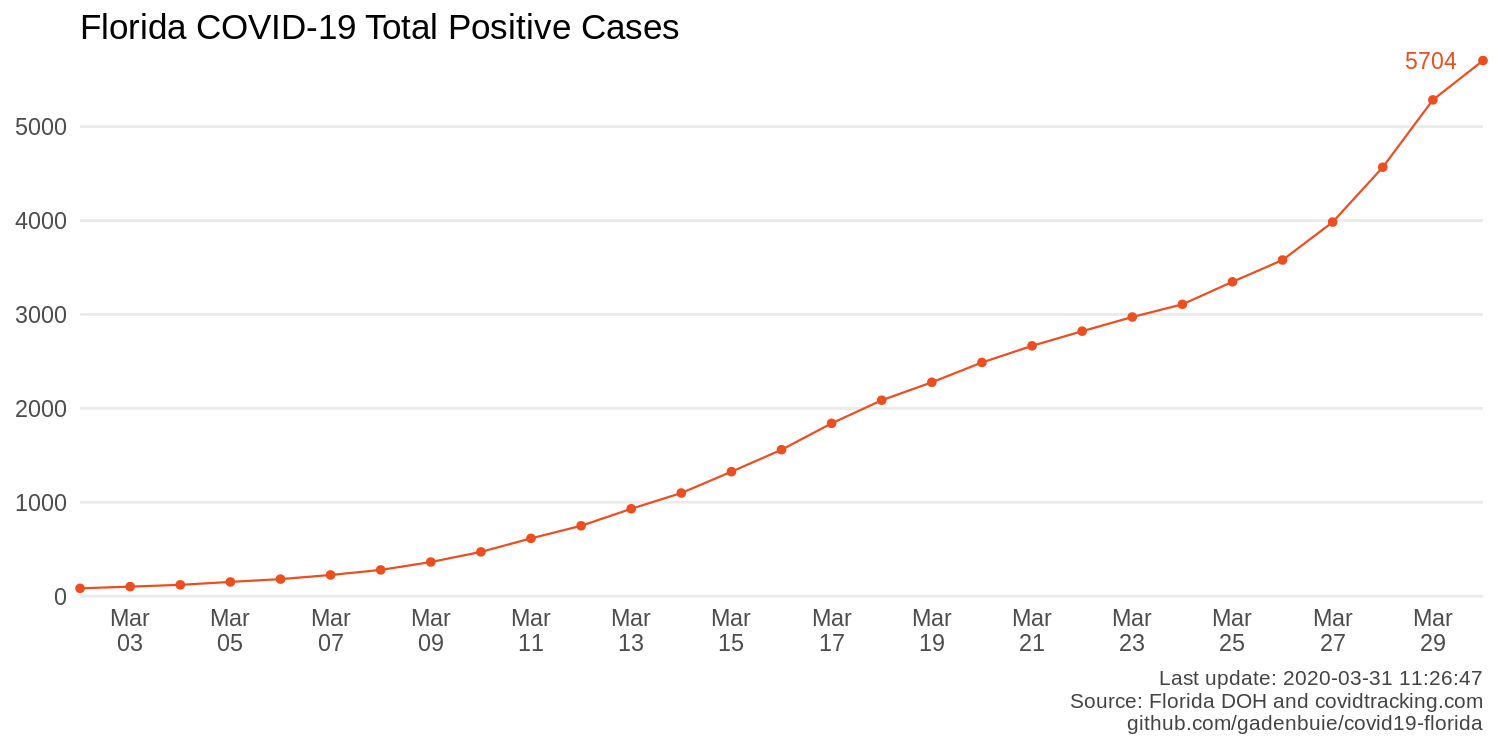 Florida COVID-19 Total Positive Cases
5704
5000
4000
3000
2000
1000
0
Mar Mar Mar Mar Mar Mar Mar Mar Mar Mar Mar Mar Mar Mar
03 05 07 09 11 13 15 17 19 21 23 25 27 29
Last update: 2020-03-31 11:26:47
Source: Florida DOH and covidtracking.com
github.com/gadenbuie/covid19-florida